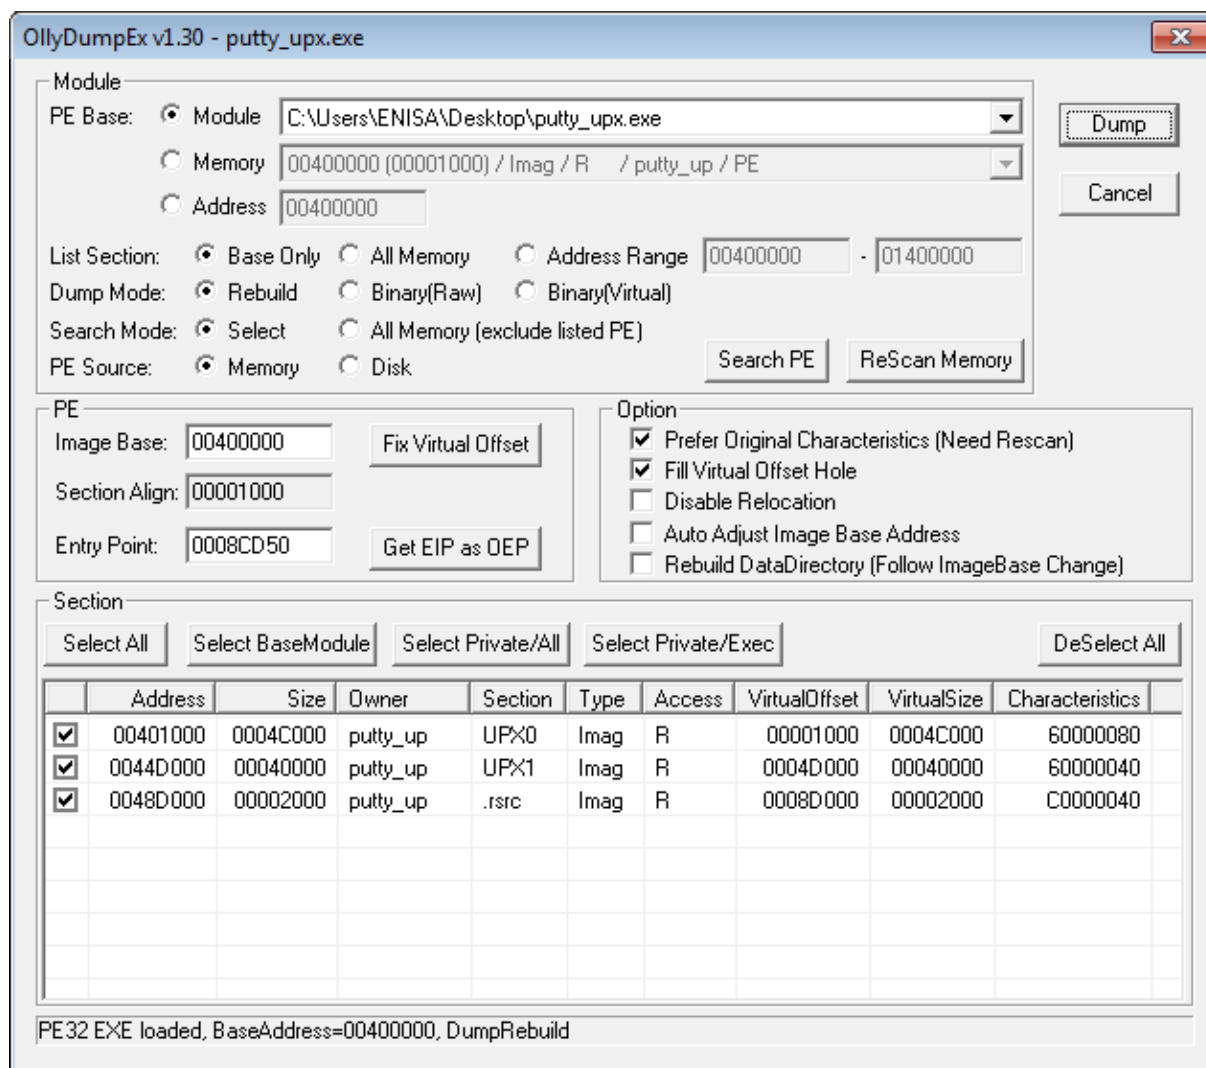 OllyDumpEx v1.30 - putty_upx.exe
Module
PE Base: Module C:\Users\ENISA\Desktop\putty_upx.exe
Dump
Memory 00400000 (00001000) / Imag / R / putty_up / PE
Cancel
Address 00400000
List Section: Base Only All Memory Address Range 00400000 - 01400000
Dump Mode: Rebuild Binary(Raw) Binary(Virtual)
Search Mode: Select All Memory (exclude listed PE)
PE Source: Memory Disk Search PE ReScan Memory
PE
Image Base: 00400000 Fix Virtual Offset
Section Align: 00001000
Entry Point: 0008CD50 Get EIP as OEP
Option
Prefer Original Characteristics (Need Rescan)
Fill Virtual Offset Hole
Disable Relocation
Auto Adjust Image Base Address
Rebuild DataDirectory (Follow ImageBase Change)
Section
Select All Select BaseModule Select Private/All Select Private/Exec DeSelect All
Address Size Owner Section Type Access VirtualOffset VirtualSize Characteristics
00401000 0004C000 putty_up UPX0 Imag R 00001000 0004C000 60000080
0044D000 00040000 putty_up UPX1 Imag R 0004D000 00040000 60000040
0048D000 00002000 putty_up .rsrc Imag R 0008D000 00002000 C0000040
PE32 EXE loaded, BaseAddress=00400000, DumpRebuild